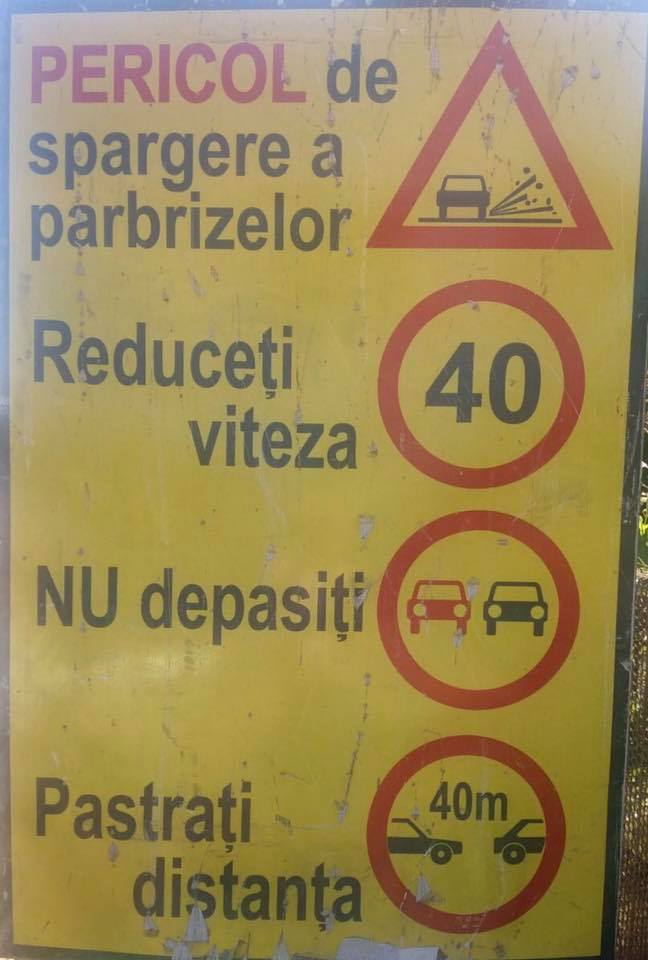 PERICOL de
spargere a
parbrizelor
Reduceți
viteza
40
NU depasiți
Pastrați
distanța
40m